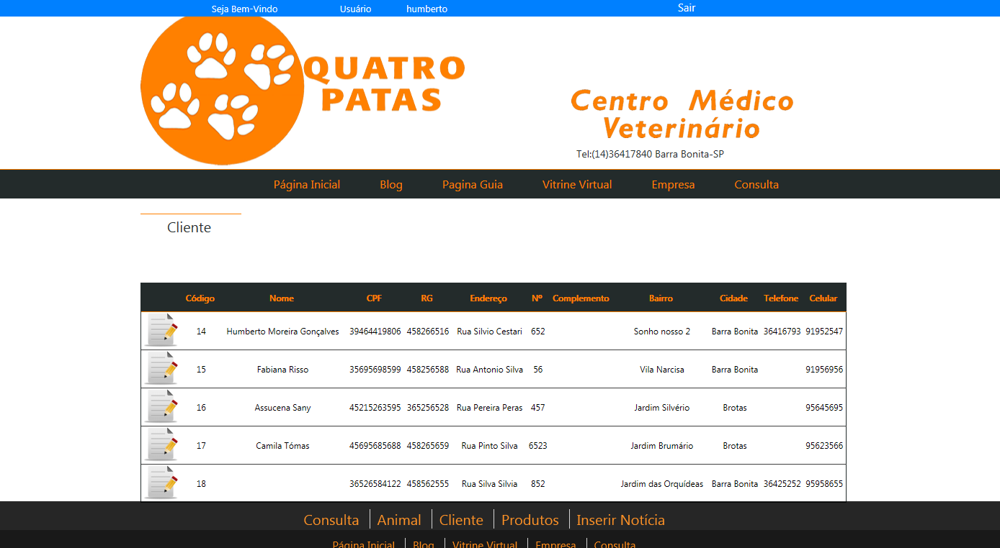 Seja Bem-Vindo Usuário humberto Sair
QUATRO
PATAS
Centro Médico
Veterinário
Tel:(14)36417840 Barra Bonita-SP
Página Inicial Blog Pagina Guia Vitrine Virtual Empresa Consulta
Cliente
Código Nome CPF RG Endereço Nº Complemento Bairro Cidade Telefone Celular
14 Humberto Moreira Gonçalves 39464419806 458266516 Rua Silvio Cestari 652 Sonho nosso 2 Barra Bonita 36416793 91952547
15 Fabiana Risso 35695698599 458256588 Rua Antonio Silva 56 Vila Narcisa Barra Bonita 91956956
16 Assucena Sany 45215263595 365256528 Rua Pereira Peras 457 Jardim Silvério Brotas 95645695
17 Camila Tómas 45695685688 458265659 Rua Pinto Silva 6523 Jardim Brumário Brotas 95623566
18 36526584122 458562555 Rua Silva Silvia 852 Jardim das Orquídeas Barra Bonita 36425252 95958655
Consulta Animal Cliente Produtos Inserir Notícia
Página Inicial Blog Vitrine Virtual Empresa Consulta